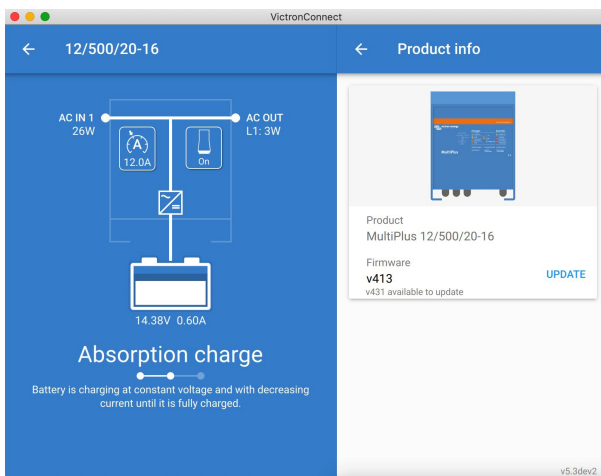 VictronConnect
12/500/20-16
Product info
AC IN 1
26W
AC OUT
L1: 3W
12.0A
On
14.38V 0.60A
Absorption charge
Battery is charging at constant voltage and with decreasing
current until it is fully charged.
MultiPlus
Product
MultiPlus 12/500/20-16
Firmware
v413
UPDATE
v431 available to update
v5.3dev2